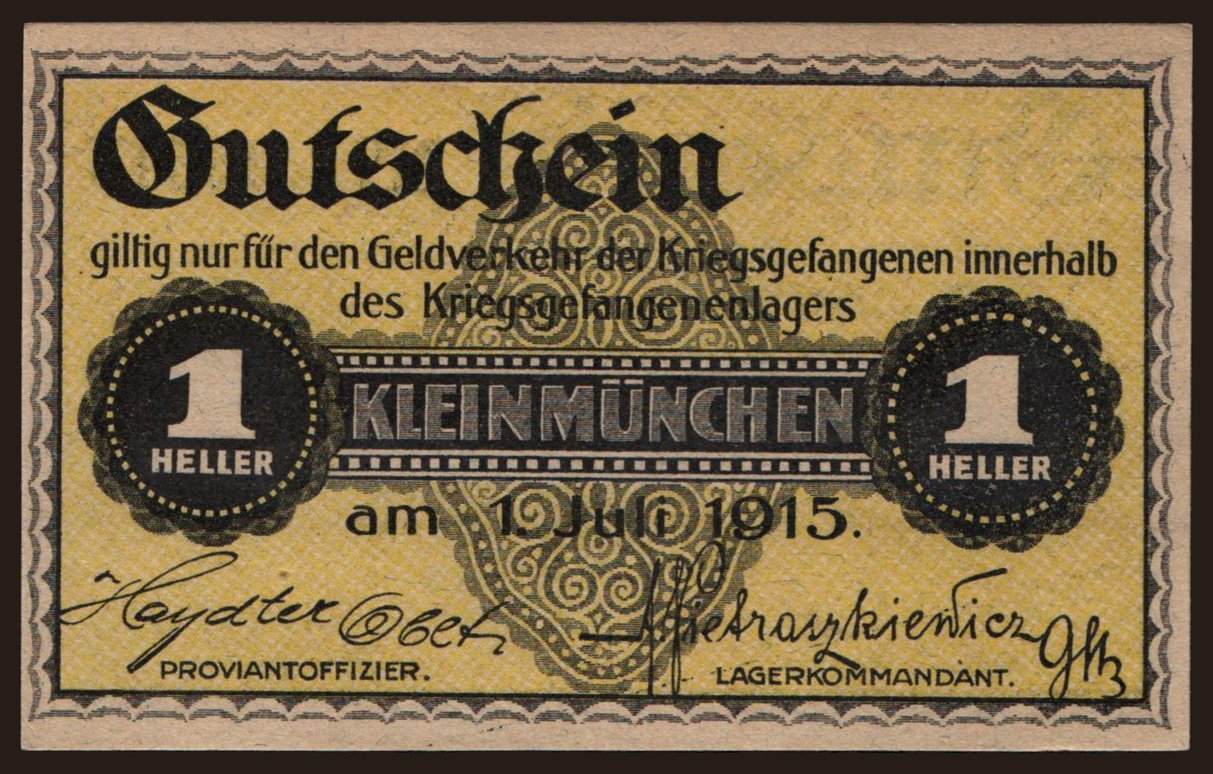 Gutschein
giltig nur für den Geldverkehr der Kriegsgefangenen innerhalb
des Kriegsgefangenenlagers
1 HELLER
KLEINMÜNCHEN
1 HELLER
am 1. Juli 1915.
Haydter
Pietraszkiewicz
PROVIANTOFFIZIER.
LAGERKOMMANDANT.